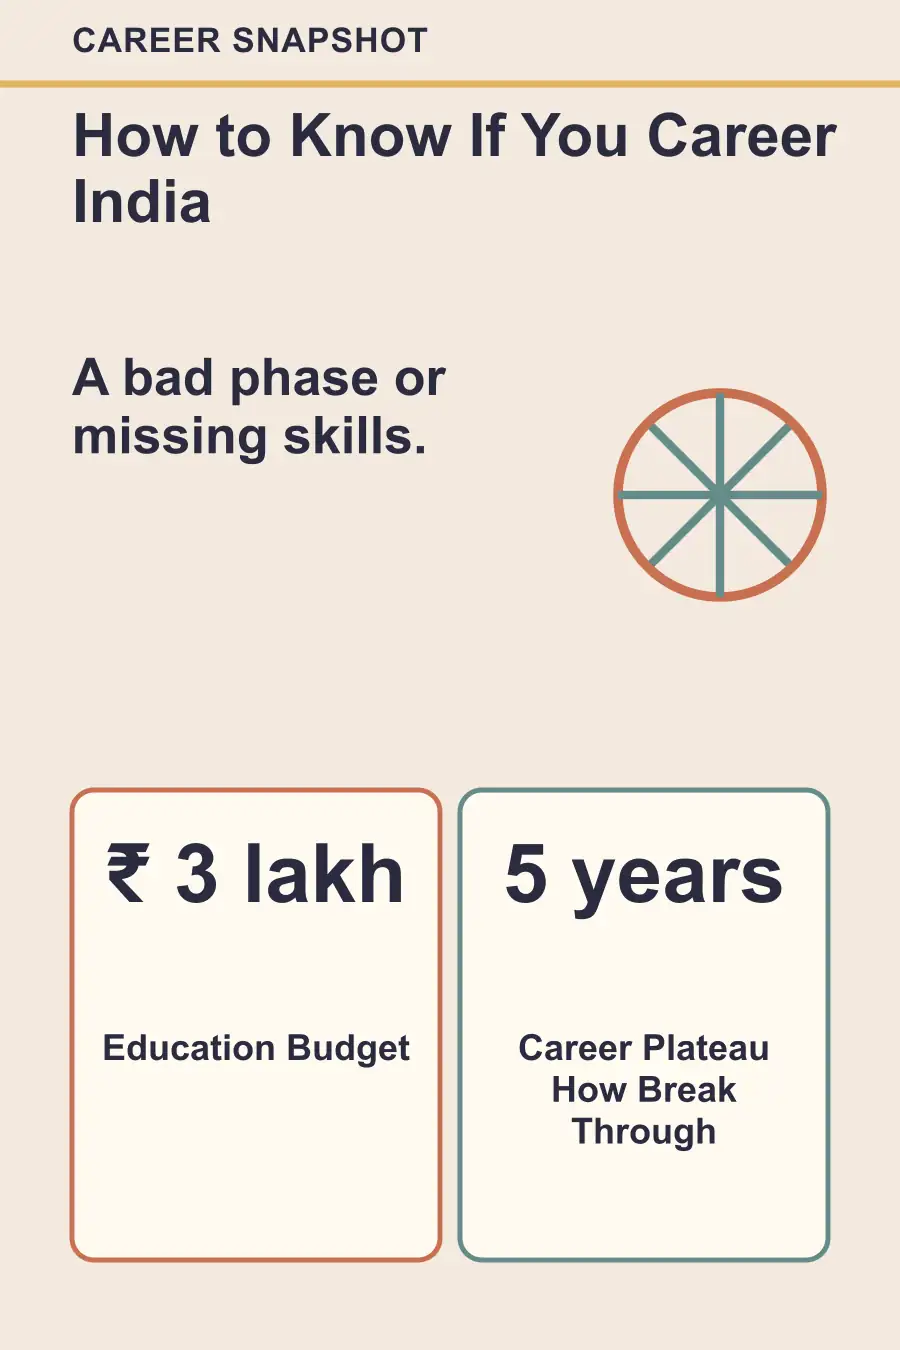 CAREER SNAPSHOT
How to Know If You Career
India
A bad phase or
missing skills.
₹ 3 lakh
Education Budget
5 years
Career Plateau
How Break
Through